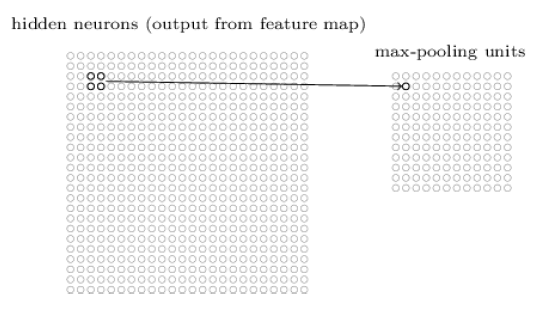 hidden neurons (output from feature map)
max-pooling units